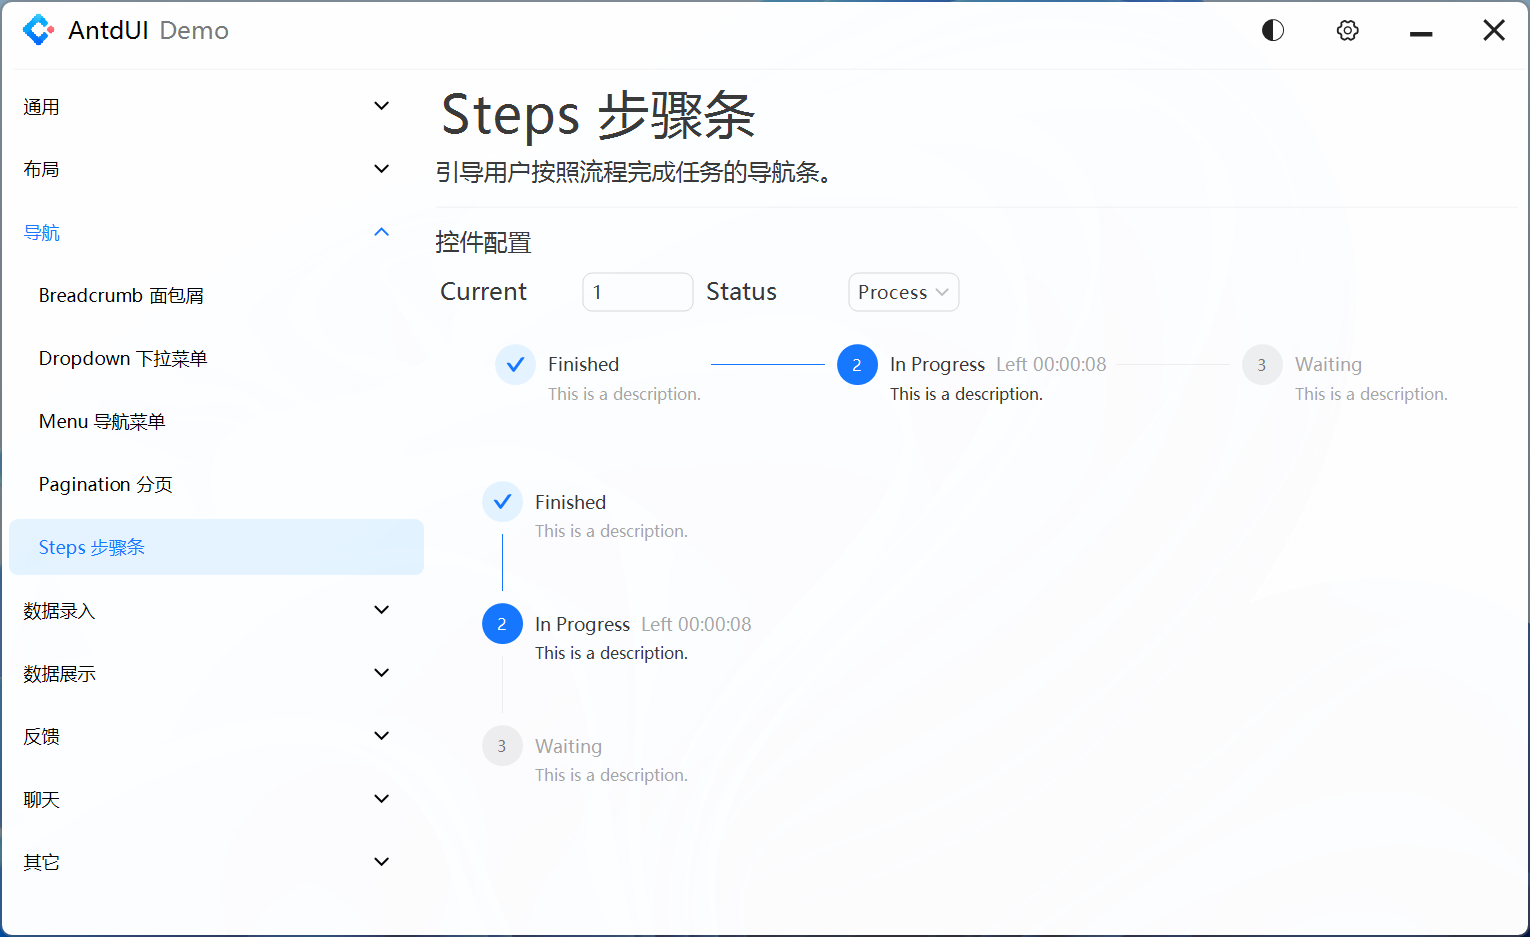 AntdUI Demo
通用
布局
导航
Breadcrumb 面包屑
Dropdown 下拉菜单
Menu 导航菜单
Pagination 分页
Steps 步骤条
数据录入
数据展示
反馈
聊天
其它
Steps 步骤条
引导用户按照流程完成任务的导航条。
控件配置
Current 1 Status Process
Finished 2 In Progress Left 00:00:08 3 Waiting
This is a description. This is a description. This is a description.
Finished
This is a description.
2 In Progress Left 00:00:08
This is a description.
3 Waiting
This is a description.